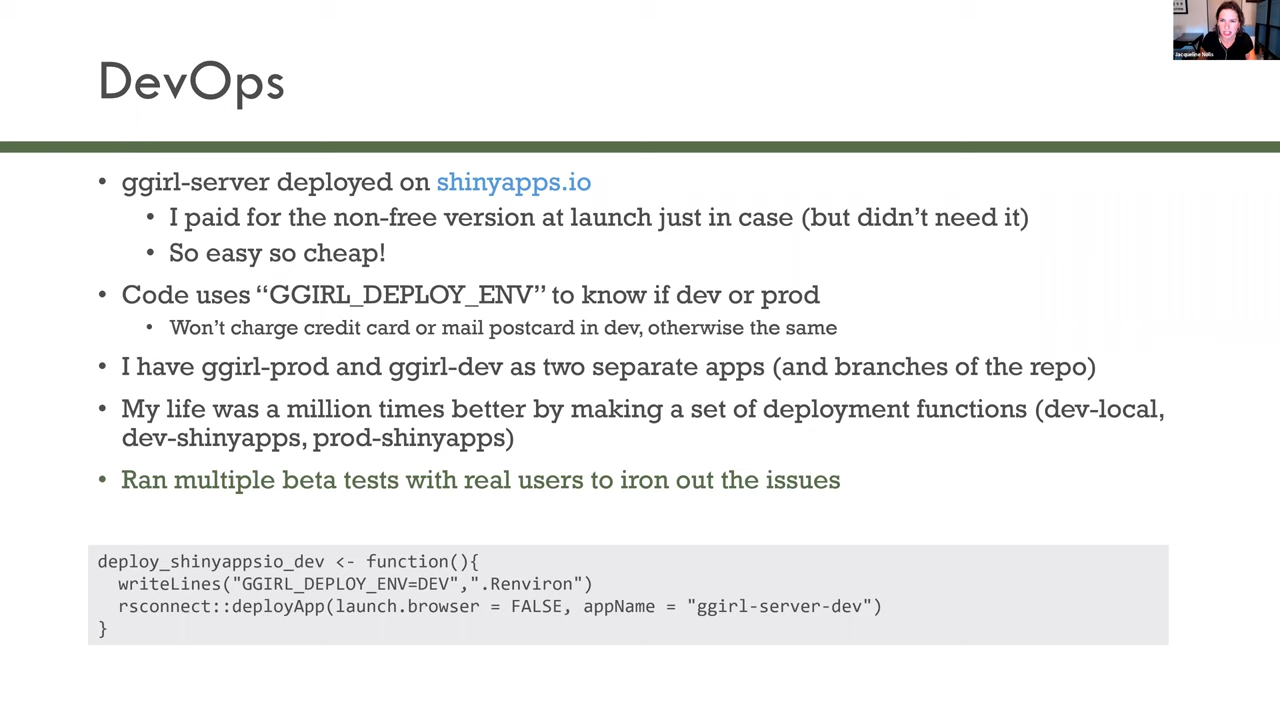 Jacqueline Nolis
DevOps
• ggirl-server deployed on shinyapps.io
• I paid for the non-free version at launch just in case (but didn't need it)
• So easy so cheap!
• Code uses “GGIRL_DEPLOY_ENV” to know if dev or prod
• Won't charge credit card or mail postcard in dev, otherwise the same
• I have ggirl-prod and ggirl-dev as two separate apps (and branches of the repo)
• My life was a million times better by making a set of deployment functions (dev-local,
dev-shinyapps, prod-shinyapps)
• Ran multiple beta tests with real users to iron out the issues
deploy_shinyappsio_dev <- function(){
  writeLines("GGIRL_DEPLOY_ENV=DEV",".Renviron")
  rsconnect::deployApp(launch.browser = FALSE, appName = "ggirl-server-dev")
}